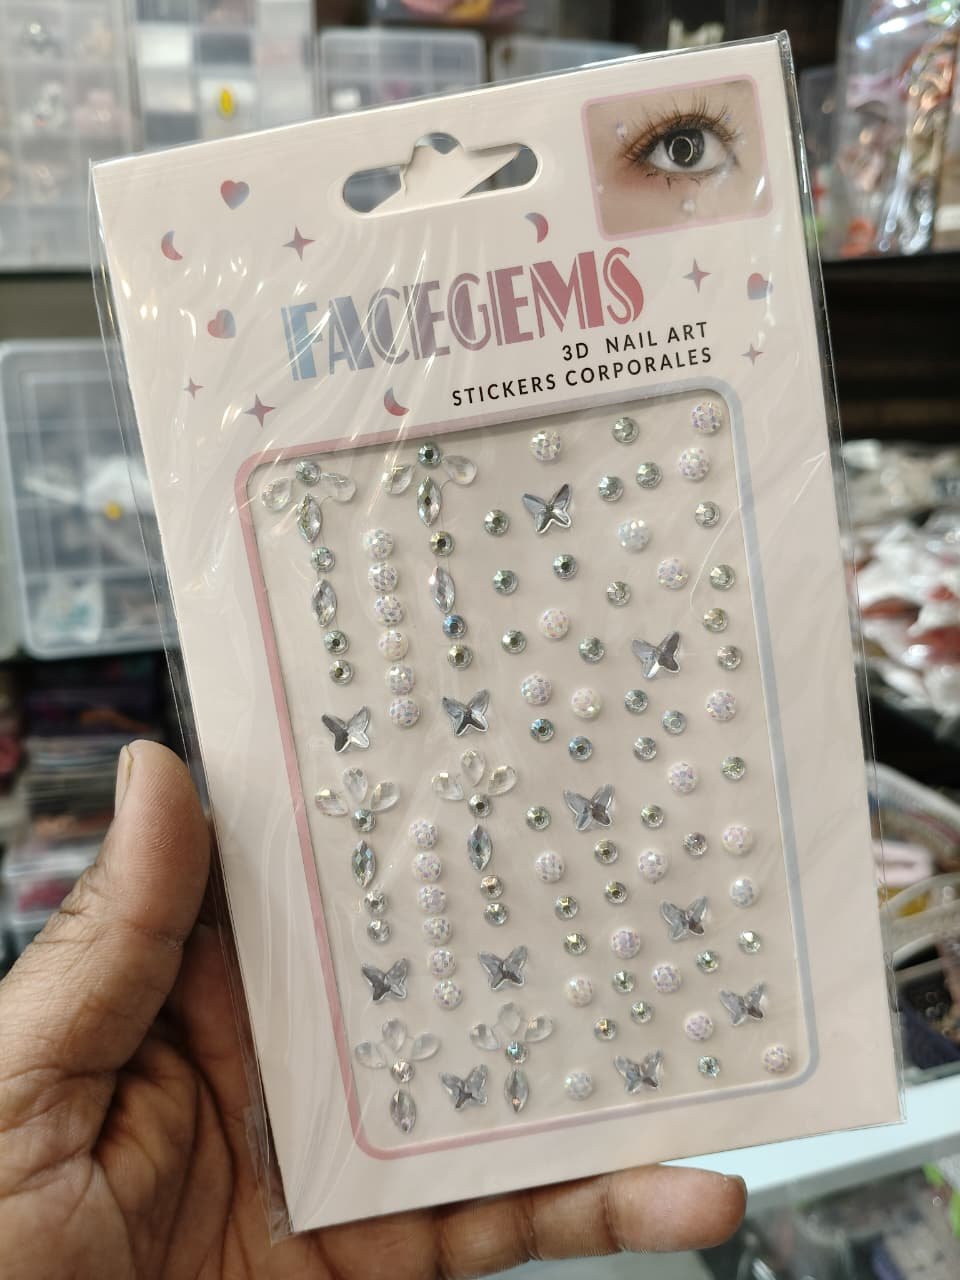 FACEGEMS
3D NAIL ART
STICKERS CORPORALES